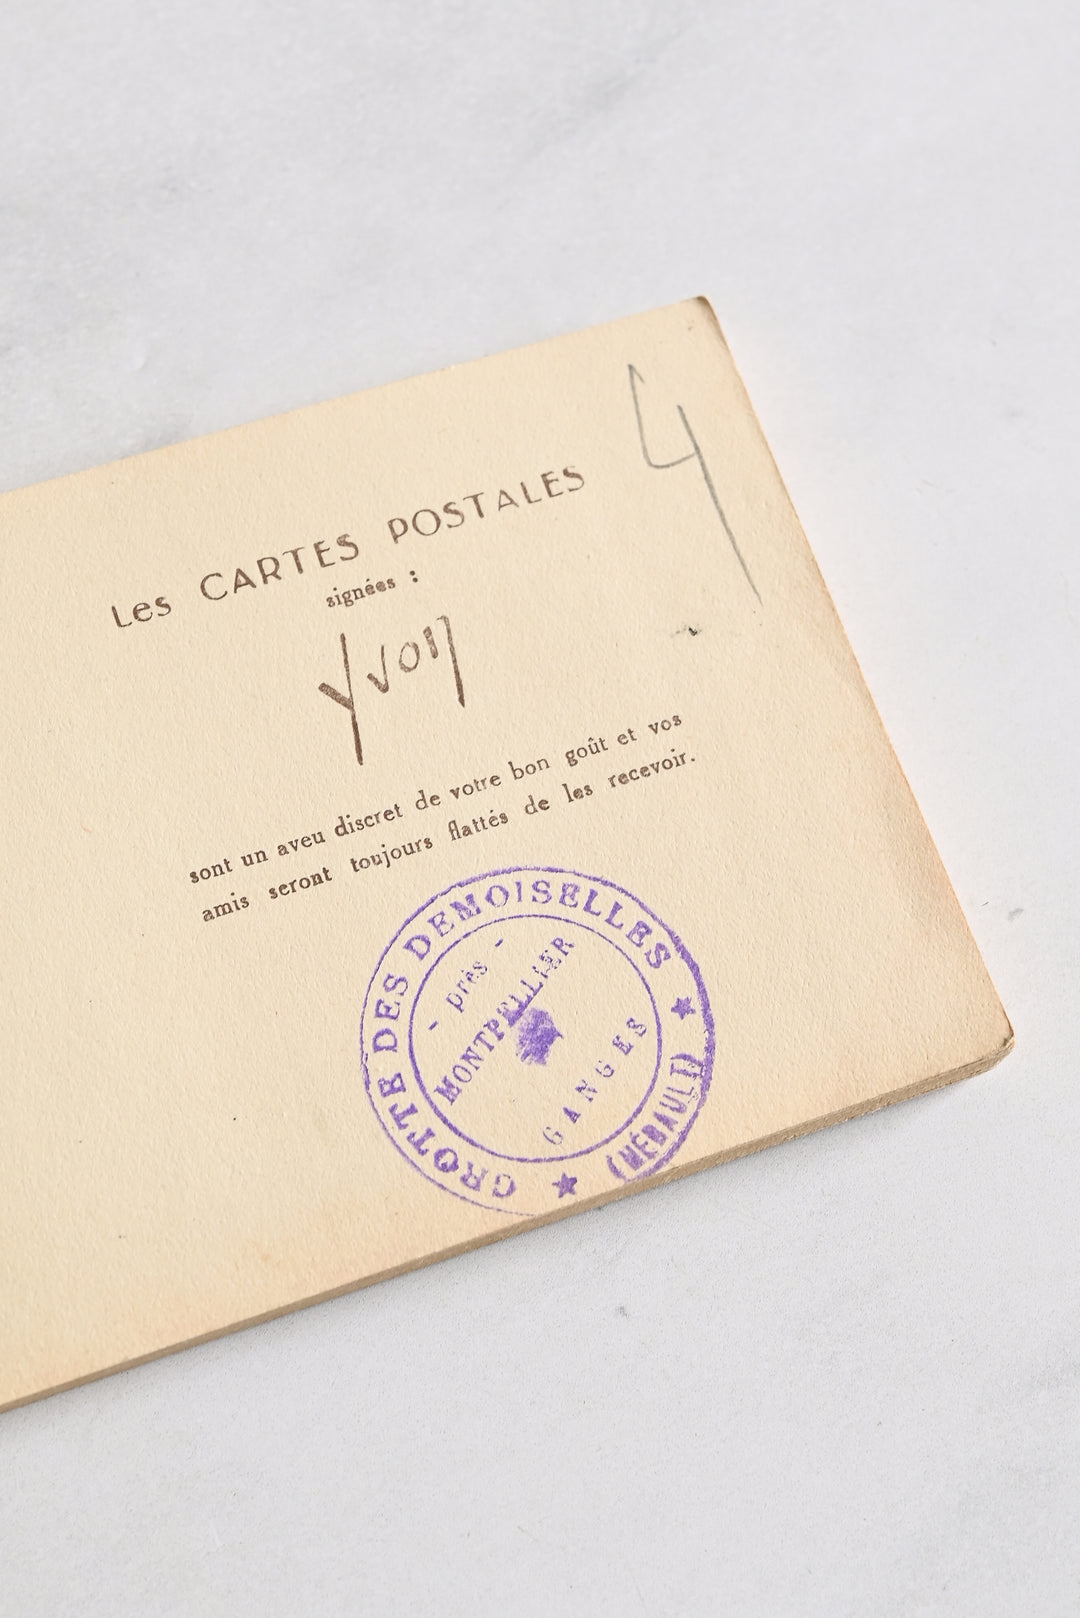 4
Les CARTES POSTALES
signées :
Yvon
sont un aveu discret de votre bon goût et vos
amis seront toujours flattés de les recevoir.
GROTTE DES DEMOISELLES
- près -
MONTPELLIER
GANGES
(HÉRAULT)